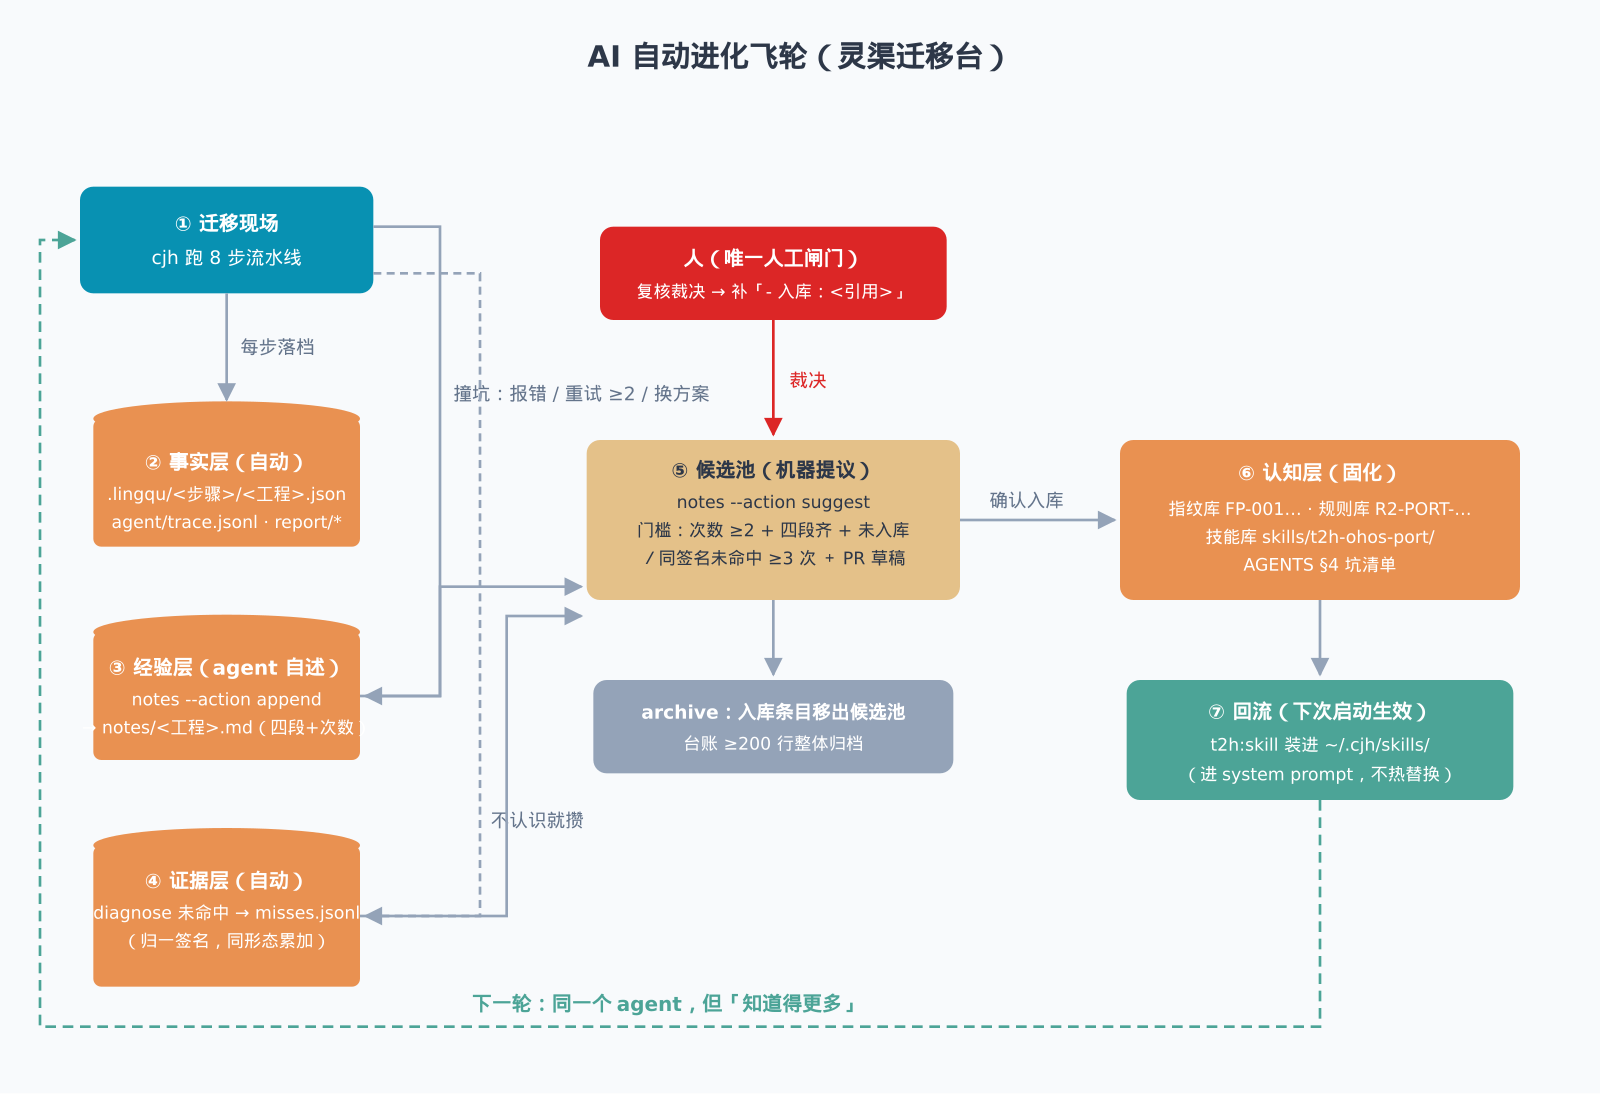 AI 自动进化飞轮（灵渠迁移台）
① 迁移现场
cjh 跑 8 步流水线
每步落档
人（唯一人工闸门）
复核裁决 → 补「- 入库：<引用>」
裁决
撞坑：报错 / 重试 ≥2 / 换方案
② 事实层（自动）
.lingqu/<步骤>/<工程>.json
agent/trace.jsonl · report/*
⑤ 候选池（机器提议）
notes --action suggest
门槛：次数 ≥2 + 四段齐 + 未入库
/ 同签名未命中 ≥3 次 + PR 草稿
确认入库
⑥ 认知层（固化）
指纹库 FP-001… · 规则库 R2-PORT-…
技能库 skills/t2h-ohos-port/
AGENTS §4 坑清单
③ 经验层（agent 自述）
notes --action append
→ notes/<工程>.md（四段+次数）
archive：入库条目移出候选池
台账 ≥200 行整体归档
⑦ 回流（下次启动生效）
t2h:skill 装进 ~/.cjh/skills/
（进 system prompt，不热替换）
不认识就攒
④ 证据层（自动）
diagnose 未命中 → misses.jsonl
（归一签名，同形态累加）
下一轮：同一个 agent，但「知道得更多」